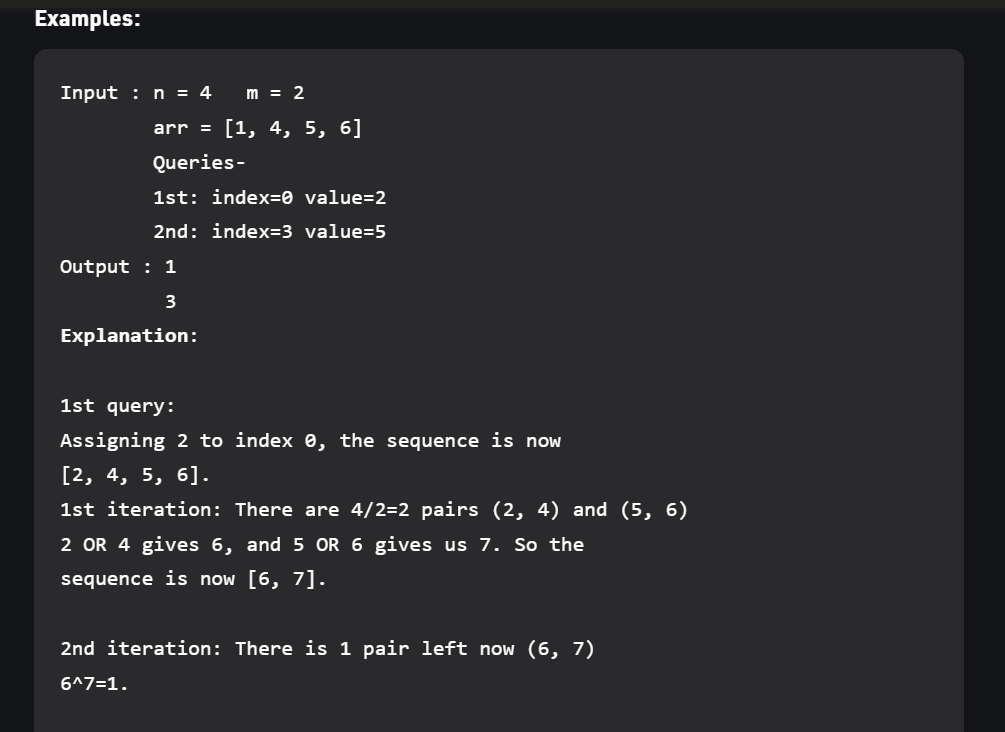 Examples:
Input : n = 4   m = 2
        arr = [1, 4, 5, 6]
        Queries-
        1st: index=0 value=2
        2nd: index=3 value=5
Output : 1
         3
Explanation:
1st query:
Assigning 2 to index 0, the sequence is now
[2, 4, 5, 6].
1st iteration: There are 4/2=2 pairs (2, 4) and (5, 6)
2 OR 4 gives 6, and 5 OR 6 gives us 7. So the
sequence is now [6, 7].
2nd iteration: There is 1 pair left now (6, 7)
6^7=1.